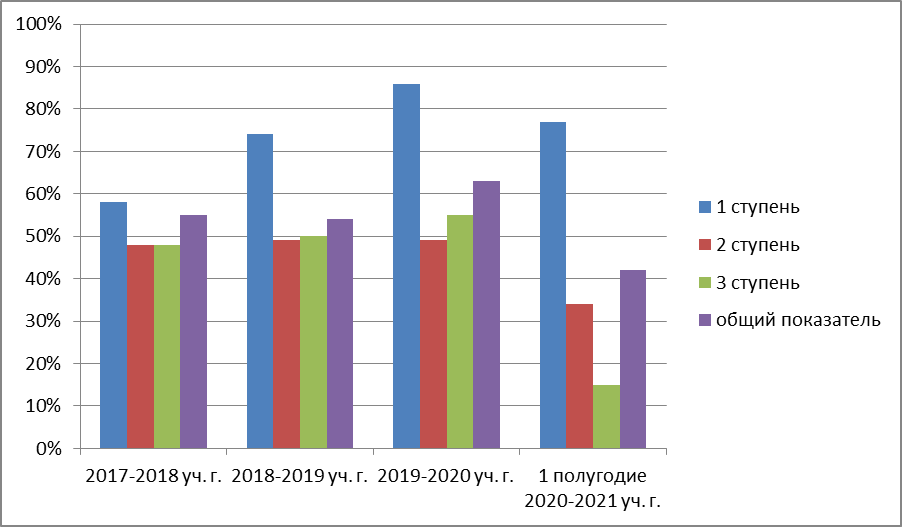 100%
90%
80%
70%
60%
50%
40%
30%
20%
10%
0%
2017-2018 уч. г.
2018-2019 уч. г.
2019-2020 уч. г.
1 полугодие
2020-2021 уч. г.
1 ступень
2 ступень
3 ступень
общий показатель